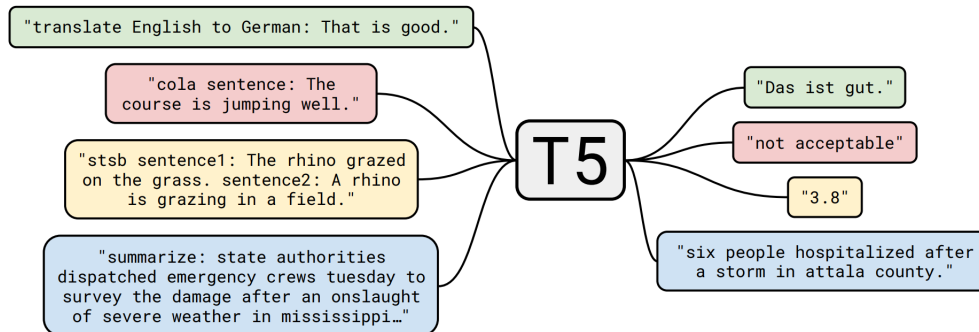 "translate English to German: That is good."
"cola sentence: The
course is jumping well."
"stsb sentence1: The rhino grazed
on the grass. sentence2: A rhino
is grazing in a field."
"summarize: state authorities
dispatched emergency crews tuesday to
survey the damage after an onslaught
of severe weather in mississippi…"
T5
"Das ist gut."
"not acceptable"
"3.8"
"six people hospitalized after
a storm in attala county."